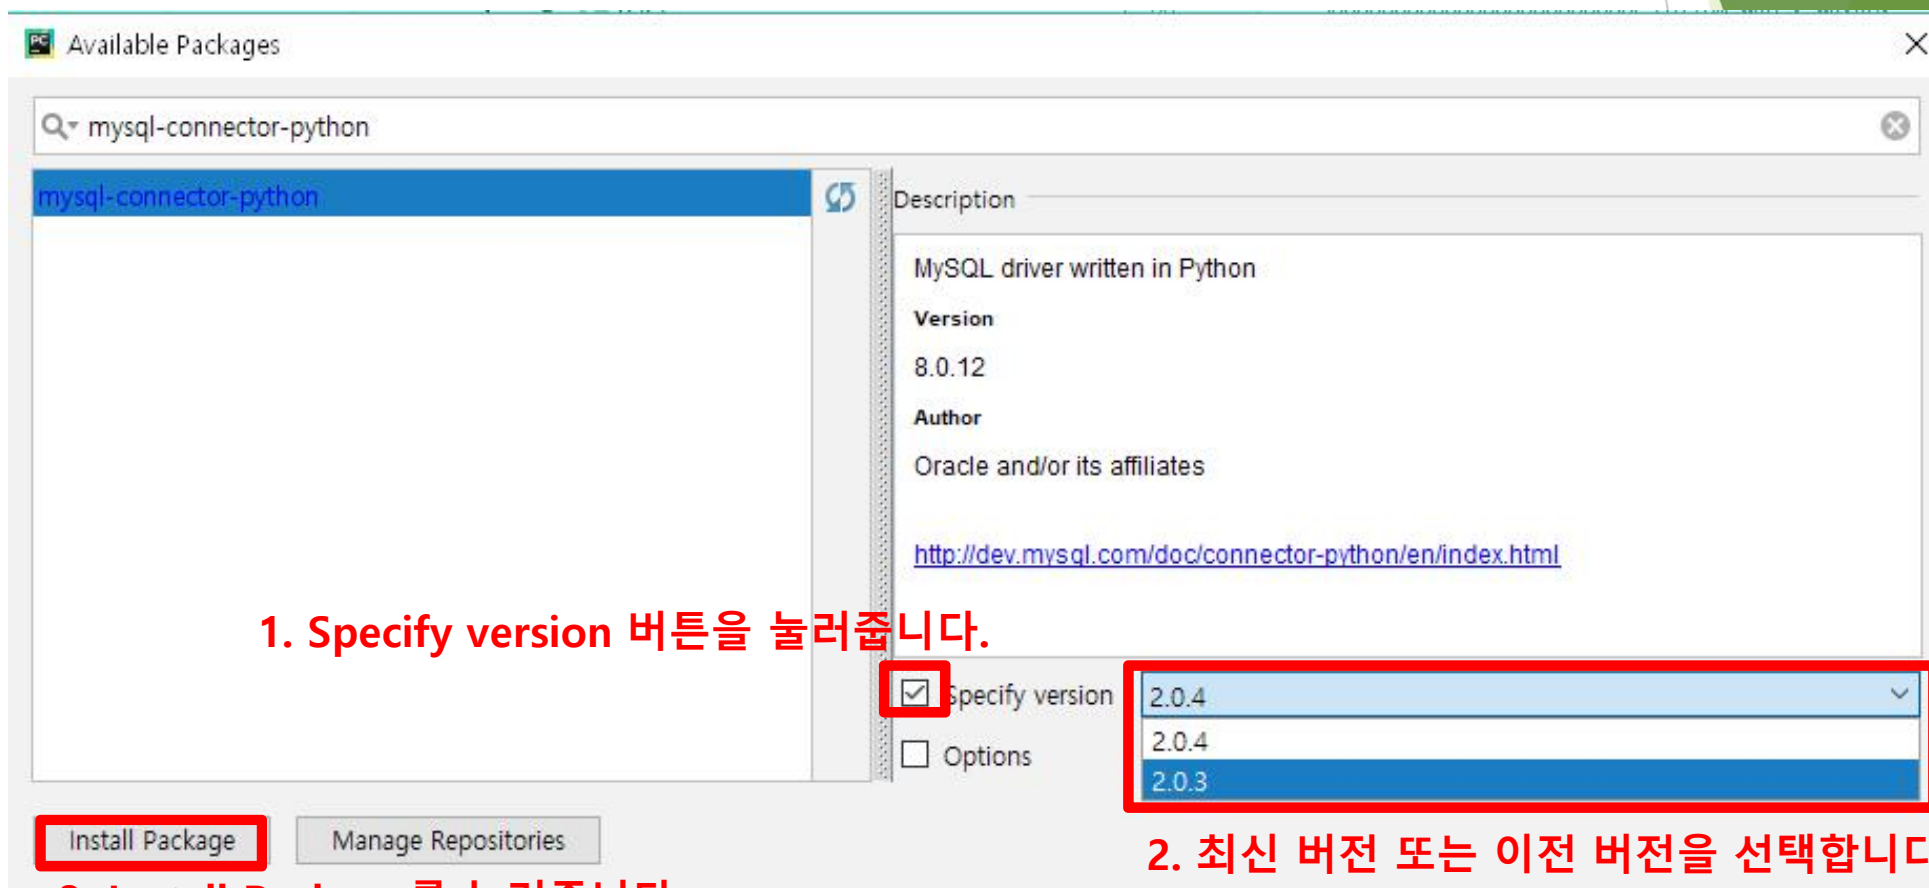 Available Packages
mysql-connector-python
mysql-connector-python
Description
MySQL driver written in Python
Version
8.0.12
Author
Oracle and/or its affiliates
http://dev.mysql.com/doc/connector-python/en/index.html
1. Specify version 버튼을 눌러줍니다.
Specify version
2.0.4
2.0.4
2.0.3
Options
Install Package
Manage Repositories
2. 최신 버전 또는 이전 버전을 선택합니다